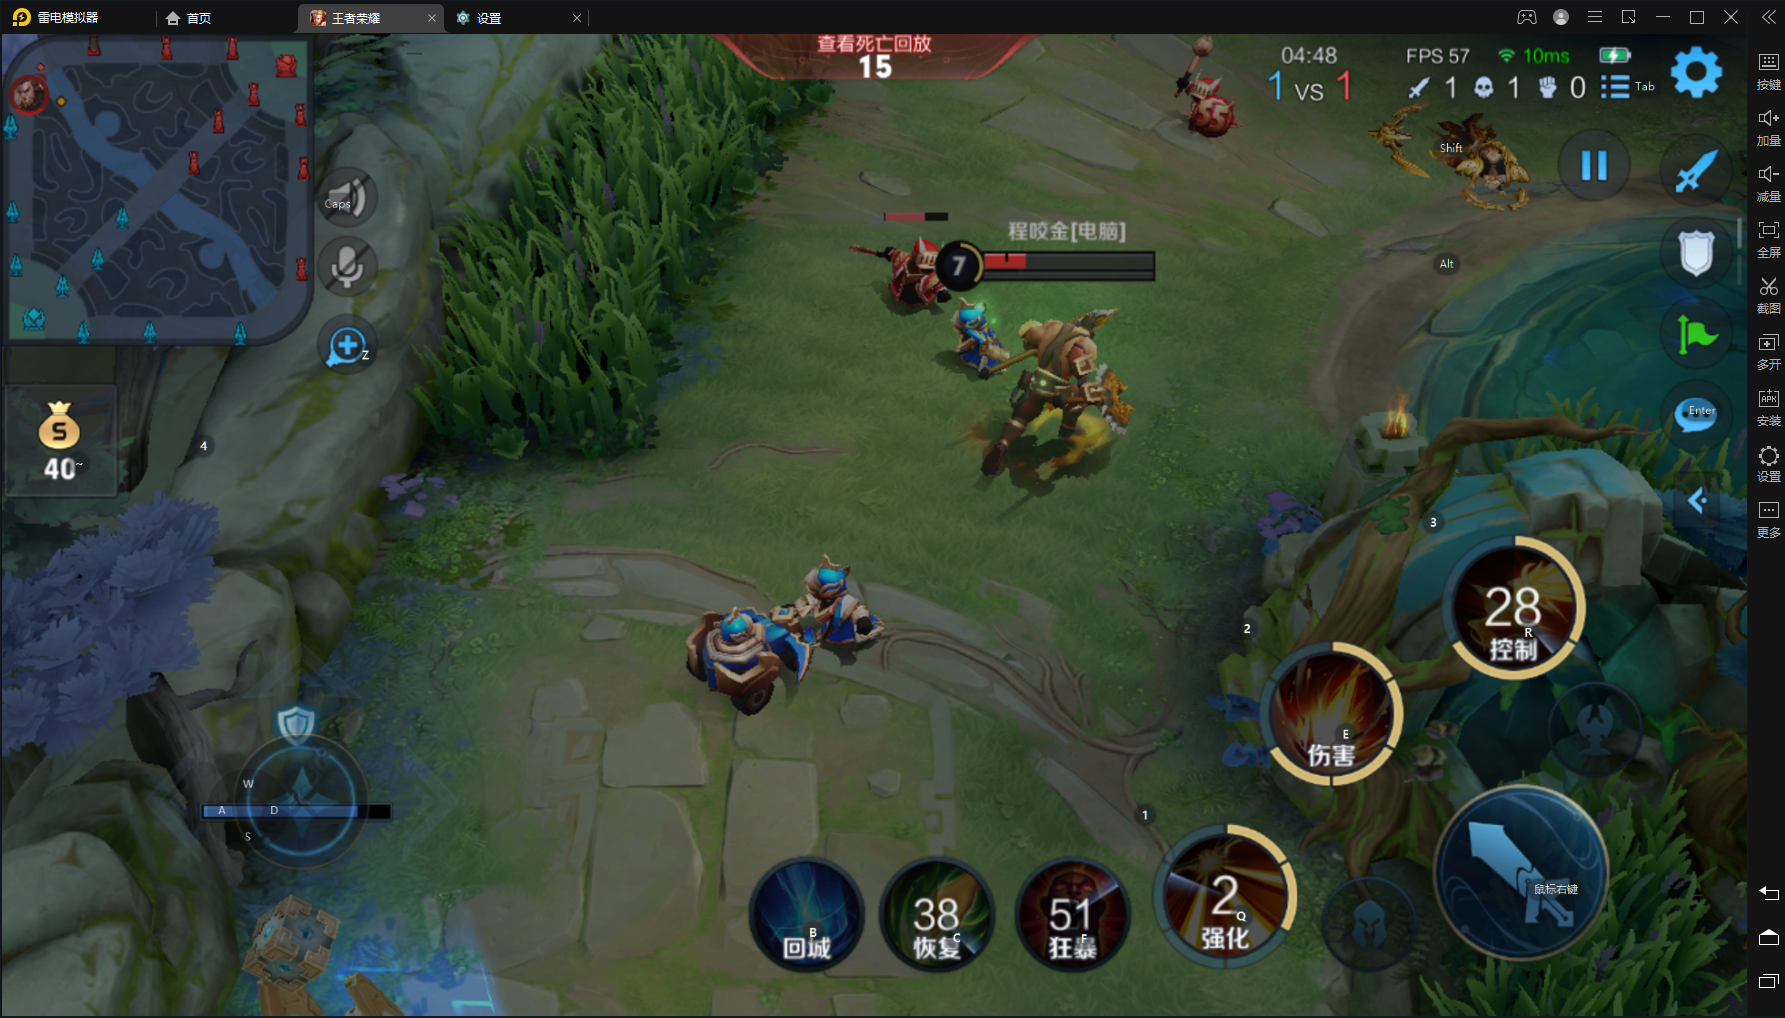 雷电模拟器
首页
王者荣耀
设置
查看死亡回放
15
04:48
FPS 57
10ms
1 VS 1
1
1
0
Tab
Shift
Caps
Alt
Z
Enter
程咬金[电脑]
7
S
40
~
4
3
2
1
28
R
控制
E
伤害
2
Q
强化
W
A
D
S
B
回城
38
C
恢复
51
F
狂暴
鼠标右键
按键
加量
减量
全屏
截图
多开
APK
安装
设置
更多